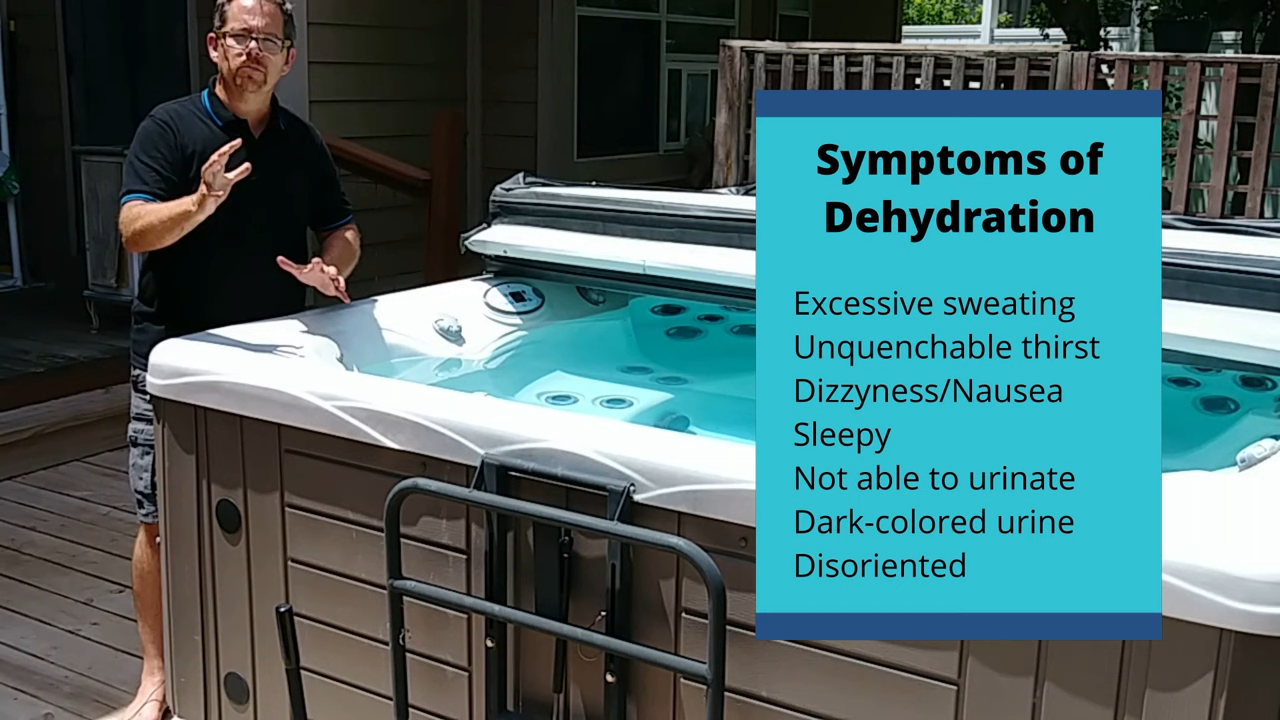 Symptoms of
Dehydration
Excessive sweating
Unquenchable thirst
Dizzyness/Nausea
Sleepy
Not able to urinate
Dark-colored urine
Disoriented